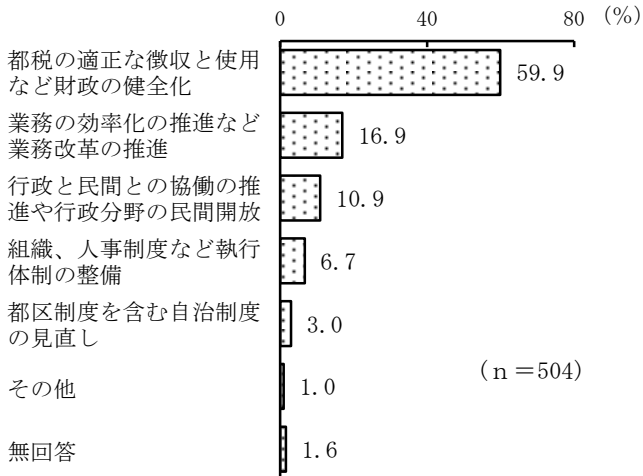 0 40 80 (%)
都税の適正な徴収と使用
など財政の健全化
59.9
業務の効率化の推進など
業務改革の推進
16.9
行政と民間との協働の推
進や行政分野の民間開放
10.9
組織、人事制度など執行
体制の整備
6.7
都区制度を含む自治制度
の見直し
3.0
その他
1.0
(n=504)
無回答
1.6